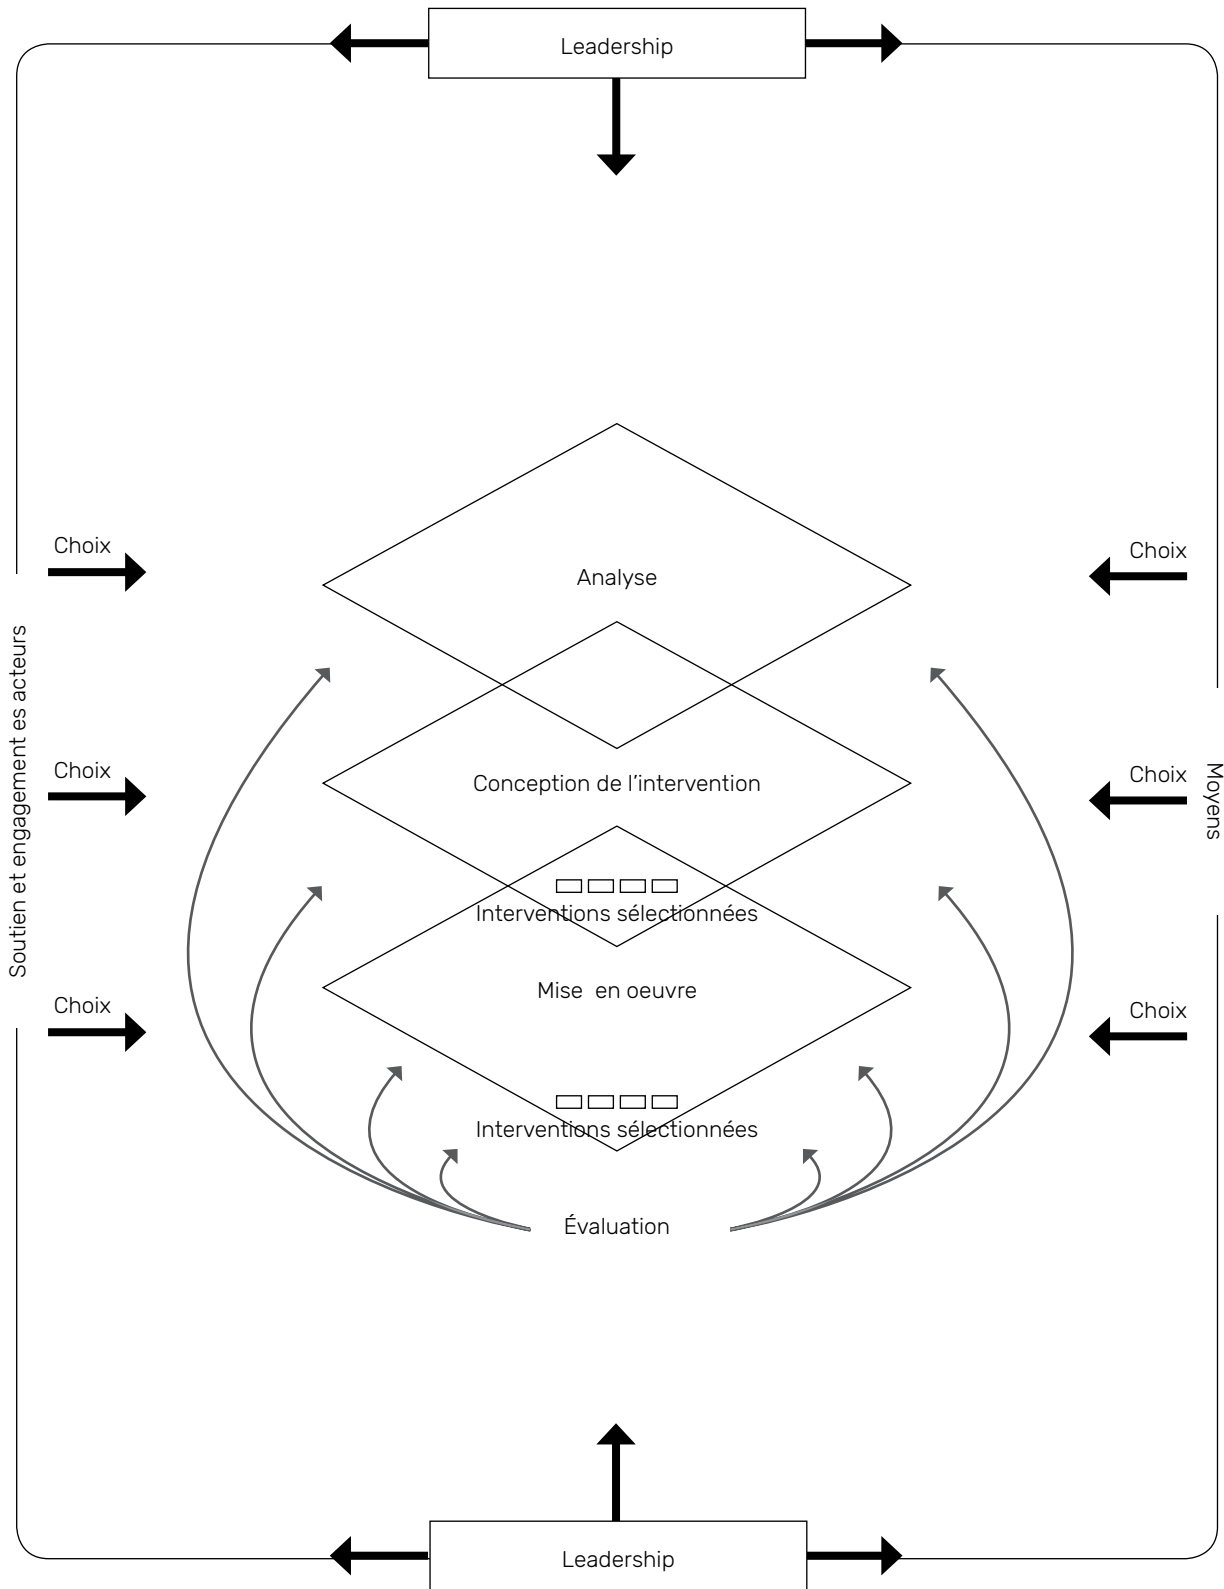 Leadership
Choix
Choix
Analyse
Soutien et engagement es acteurs
Choix
Choix
Moyens
Conception de l'intervention
Interventions sélectionnées
Mise en oeuvre
Choix
Choix
Interventions sélectionnées
Évaluation
Leadership